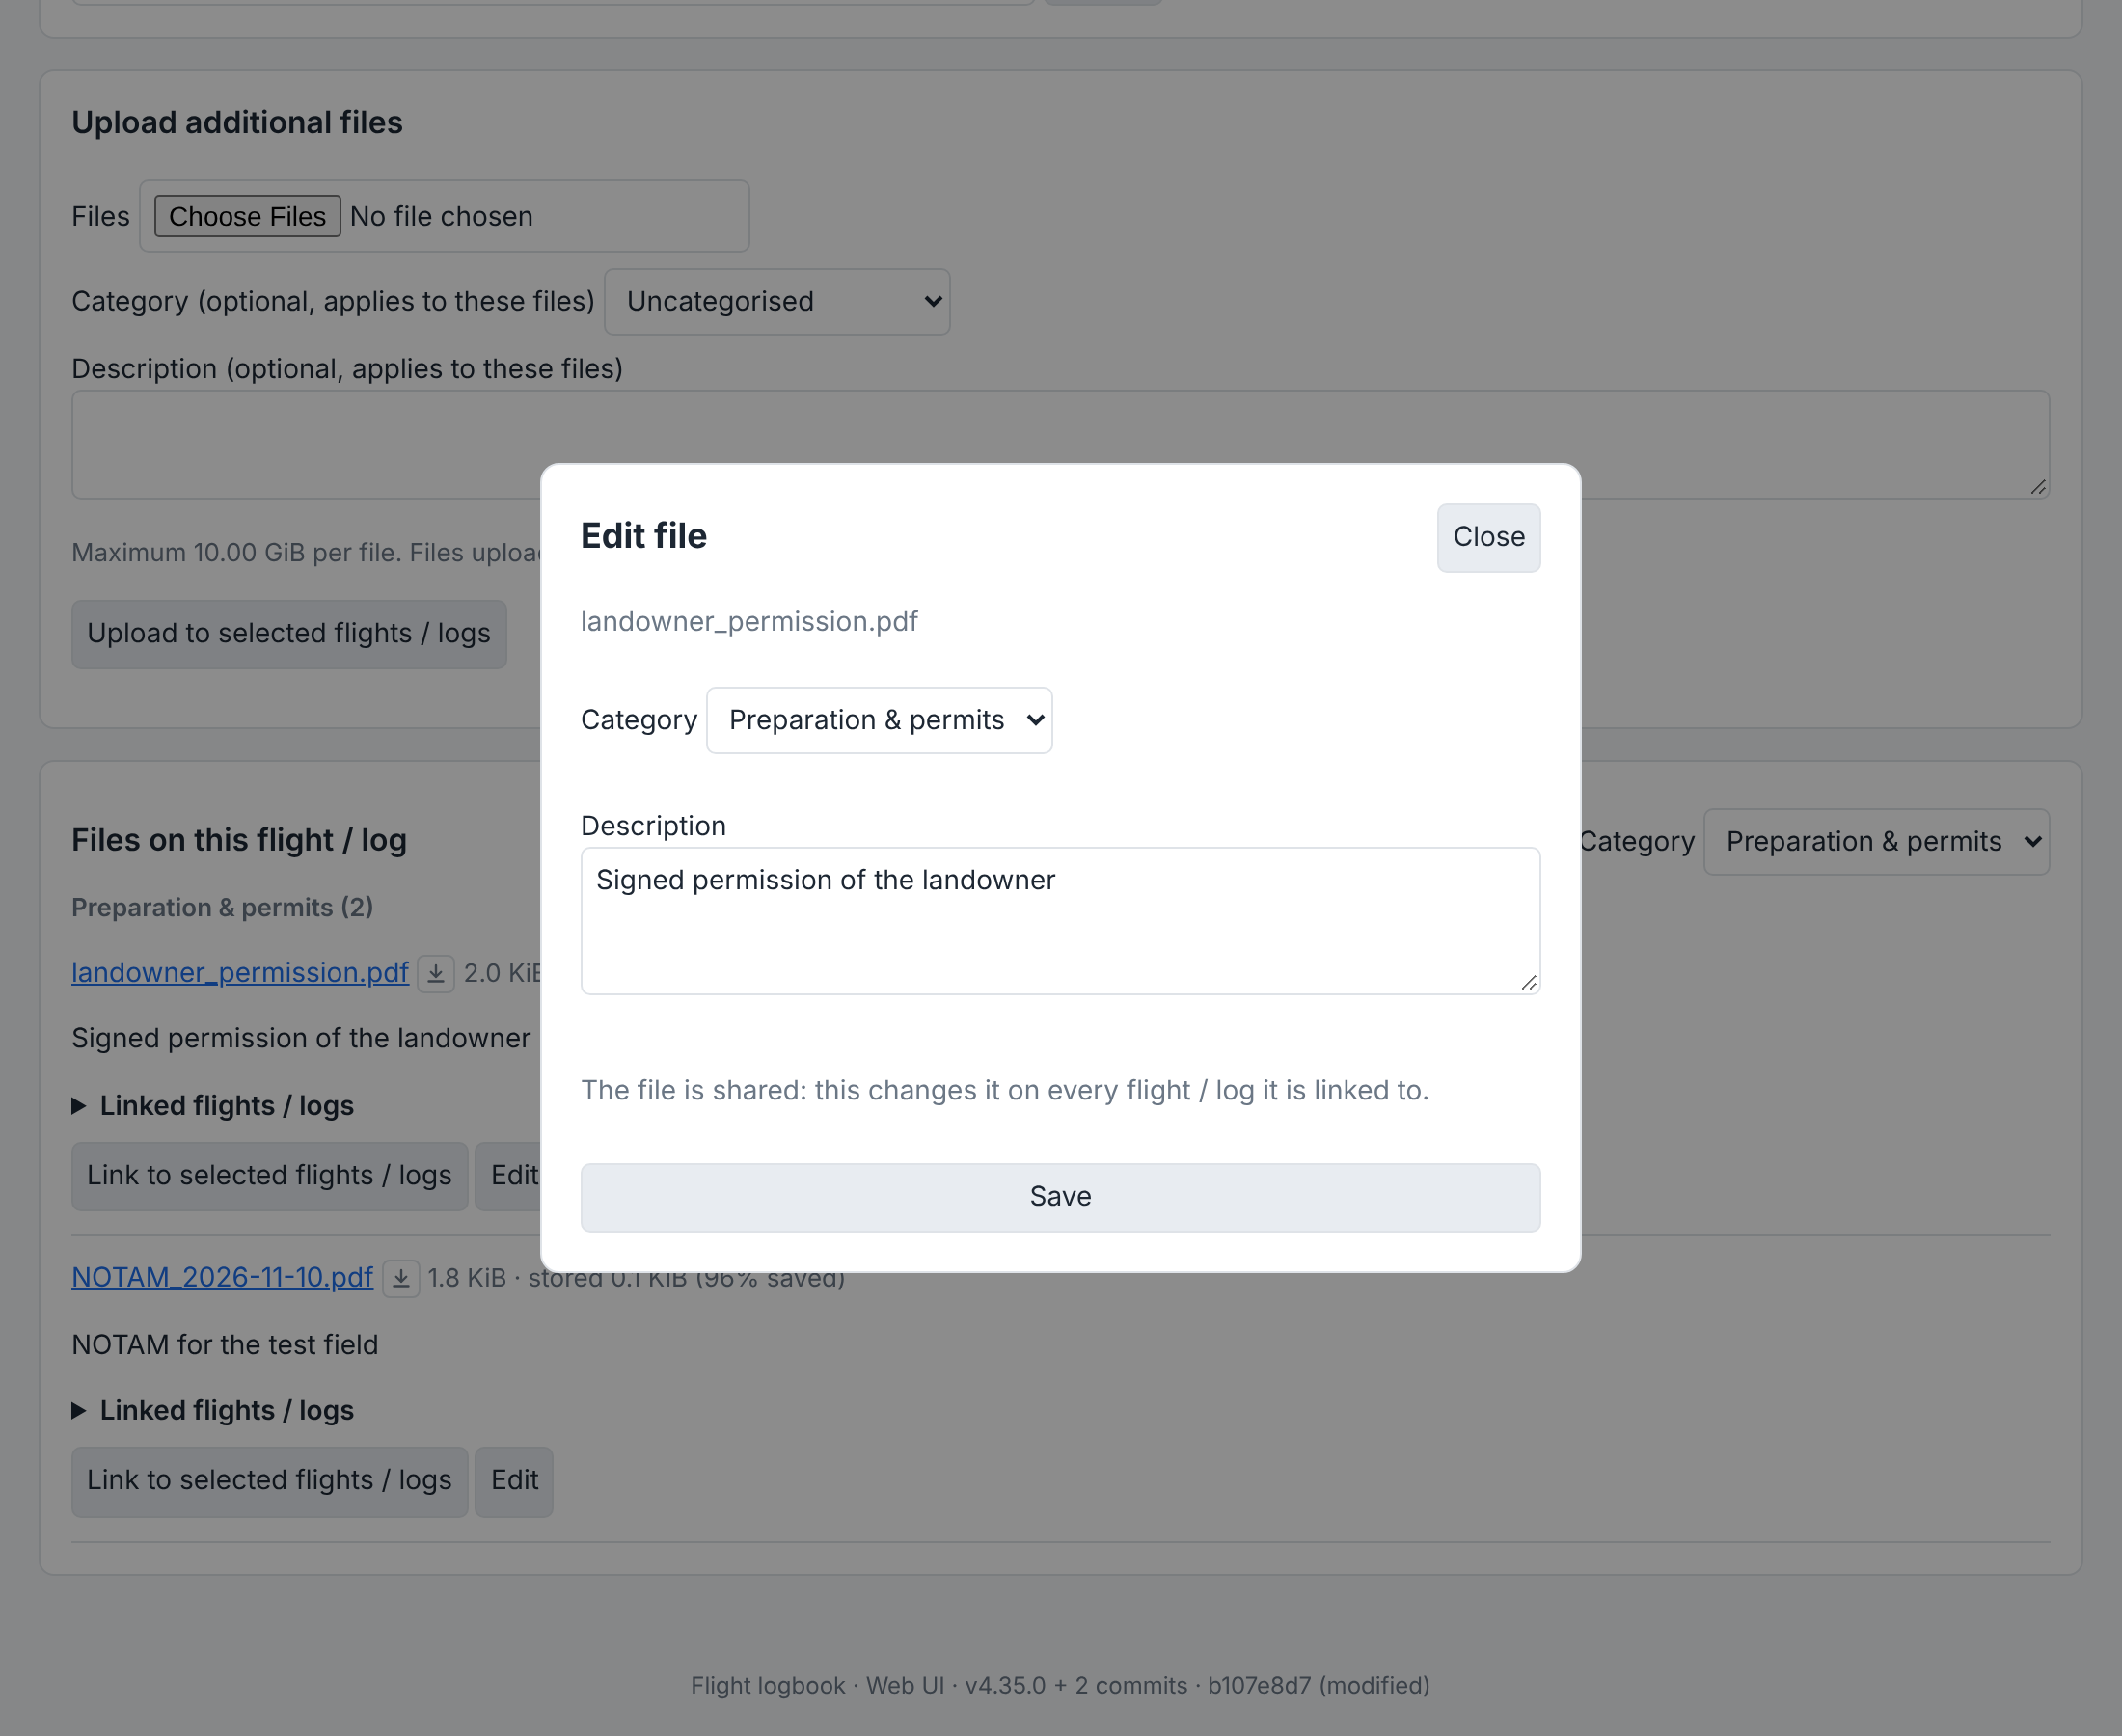 Upload additional files
Files Choose Files No file chosen
Category (optional, applies to these files) Uncategorised
Description (optional, applies to these files)
Maximum 10.00 GiB per file. Files
Upload to selected flights / logs
Edit file
Close
landowner_permission.pdf
Category Preparation & permits
Description
Signed permission of the landowner
The file is shared: this changes it on every flight / log it is linked to.
Save
Files on this flight / log
Category Preparation & permits
Preparation & permits (2)
landowner_permission.pdf 2.0
Signed permission of the landowner
Linked flights / logs
Link to selected flights / logs Edit
NOTAM_2026-11-10.pdf 1.8 KiB · stored 0.1 KiB (96% saved)
NOTAM for the test field
Linked flights / logs
Link to selected flights / logs Edit
Flight logbook · Web UI · v4.35.0 + 2 commits · b107e8d7 (modified)